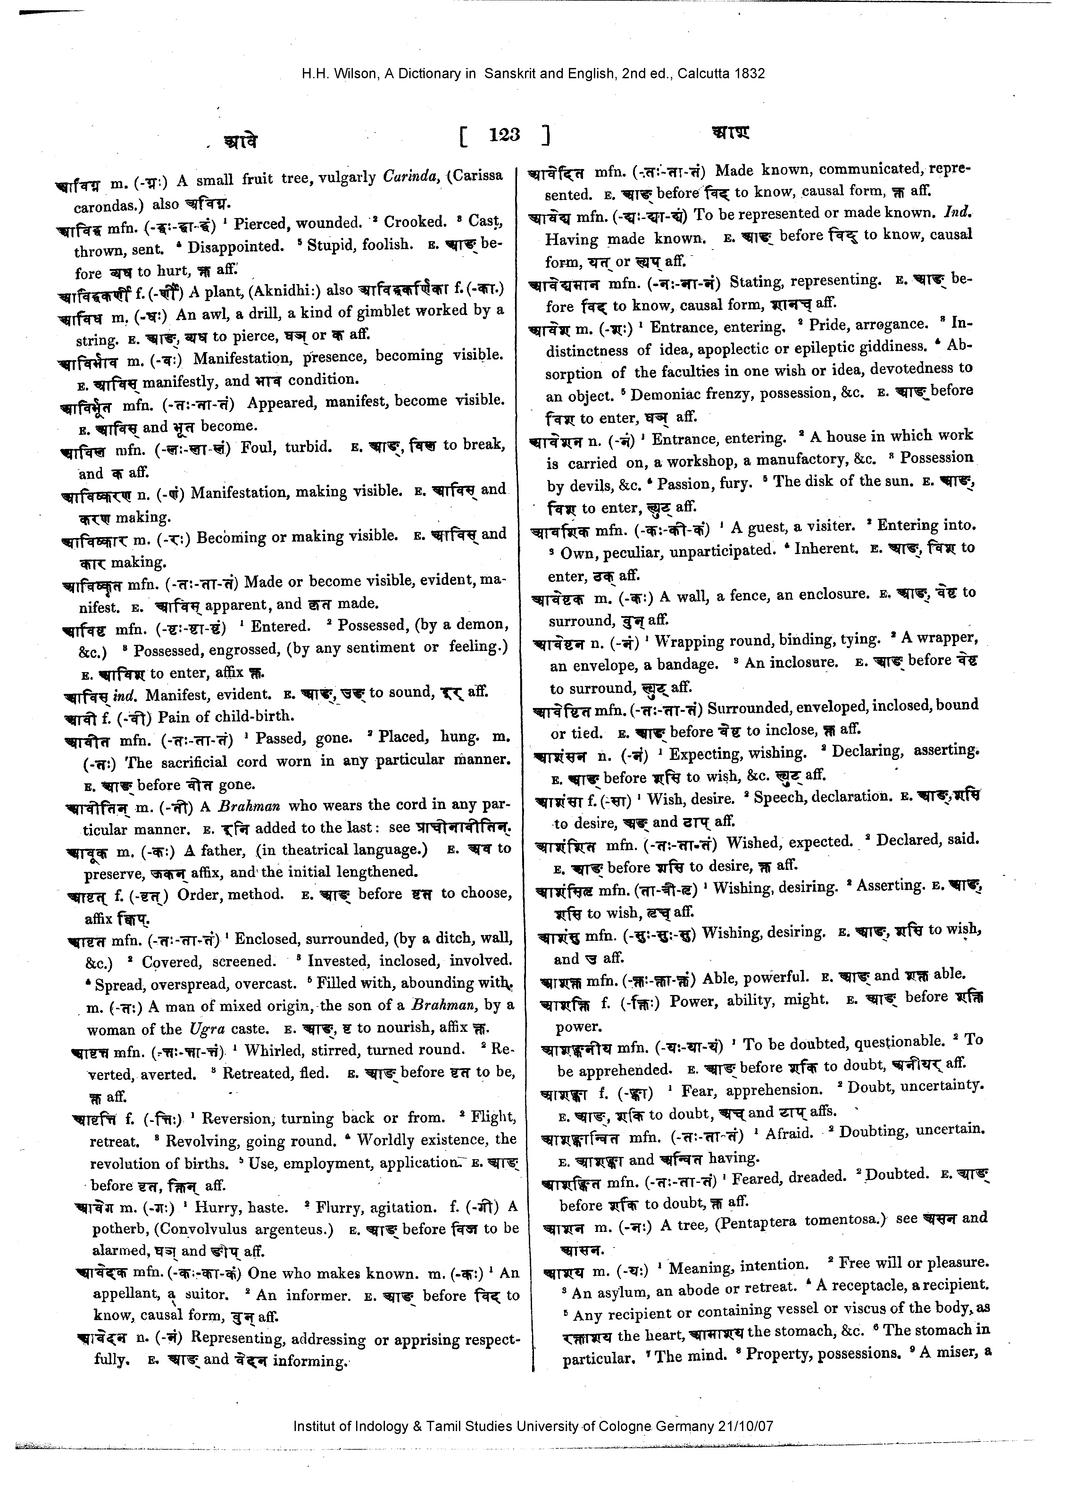 H.H. Wilson, A Dictionary in Sanskrit and English, 2nd ed., Calcutta 1832
आवे [ 123 ] आश
आविग्न m. (-ग्नः) A small fruit tree, vulgarly Curinda, (Carissa
carondas.) also अविग्न.
आविद्ध mfn. (-द्धः-द्धा-द्धं) ¹ Pierced, wounded. ² Crooked. ³ Cast,
thrown, sent. ⁴ Disappointed. ⁵ Stupid, foolish. E. आङ् be-
fore व्यध to hurt, क्त aff.
आविद्धकर्णी f. (-र्णी) A plant, (Aknidhi:) also आविद्धकर्णिका f. (-का.)
आविध m. (-धः) An awl, a drill, a kind of gimblet worked by a
string. E. आङ्, व्यध to pierce, घञ् or क aff.
आविर्भाव m. (-वः) Manifestation, presence, becoming visible.
E. आविस् manifestly, and भाव condition.
आविर्भूत mfn. (-तः-ता-तं) Appeared, manifest, become visible.
E. आविस् and भूत become.
आविल mfn. (-लः-ला-लं) Foul, turbid. E. आङ्, विल to break,
and क aff.
आविष्करण n. (-णं) Manifestation, making visible. E. आविस् and
करण making.
आविष्कार m. (-रः) Becoming or making visible. E. आविस् and
कार making.
आविष्कृत mfn. (-तः-ता-तं) Made or become visible, evident, ma-
nifest. E. आविस् apparent, and कृत made.
आविष्ट mfn. (-ष्टः-ष्टा-ष्टं) ¹ Entered. ² Possessed, (by a demon,
&c.) ³ Possessed, engrossed, (by any sentiment or feeling.)
E. आविश to enter, affix क्त.
आविस् ind. Manifest, evident. E. आङ्, उङ to sound, इर् aff.
आवी f. (-वी) Pain of child-birth.
आवीत mfn. (-तः-ता-तं) ¹ Passed, gone. ² Placed, hung. m.
(-तः) The sacrificial cord worn in any particular manner.
E. आङ् before वीत gone.
आवीतिन् m. (-ती) A Brahman who wears the cord in any par-
ticular manner. E. इनि added to the last: see प्राचीनावीतिन्.
आवुक m. (-कः) A father, (in theatrical language.) E. अव to
preserve, affix, and the initial lengthened.
आवृत् f. (-वृत्) Order, method. E. आङ् before वृत to choose,
affix क्विप्.
आवृत mfn. (-तः-ता-तं) ¹ Enclosed, surrounded, (by a ditch, wall,
&c.) ² Covered, screened. ³ Invested, inclosed, involved.
⁴ Spread, overspread, overcast. ⁵ Filled with, abounding with.
m. (-तः) A man of mixed origin, the son of a Brahman, by a
woman of the Ugra caste. E. आङ्, वृ to nourish, affix क्त.
आवृत्त mfn. (-त्तः-त्ता-त्तं) ¹ Whirled, stirred, turned round. ² Re-
verted, averted. ³ Retreated, fled. E. आङ् before वृत to be,
क्त aff.
आवृत्ति f. (-त्तिः) ¹ Reversion, turning back or from. ² Flight,
retreat. ³ Revolving, going round. ⁴ Worldly existence, the
revolution of births. ⁵ Use, employment, application. E. आङ्
before वृत, क्तिन् aff.
आवेग m. (-गः) ¹ Hurry, haste. ² Flurry, agitation. f. (-गी) A
potherb, (Convolvulus argenteus.) E. आङ् before विज to be
alarmed, घञ् and ङीप् aff.
आवेदक mfn. (-कः-का-कं) One who makes known. m. (-कः) ¹ An
appellant, a suitor. ² An informer. E. आङ् before विद् to
know, causal form, वुन् aff.
आवेदन n. (-नं) Representing, addressing or apprising respect-
fully. E. आङ् and वेदन informing.
आवेदित mfn. (-तः-ता-तं) Made known, communicated, repre-
sented. E. आङ् before विद् to know, causal form, क्त aff.
आवेद्य mfn. (-द्यः-द्या-द्यं) To be represented or made known. Ind.
Having made known. E. आङ् before विद् to know, causal
form, यत् or ल्यप् aff.
आवेद्यमान mfn. (-नः-ना-नं) Stating, representing. E. आङ् be-
fore विद् to know, causal form, शानच् aff.
आवेश m. (-शः) ¹ Entrance, entering. ² Pride, arrogance. ³ In-
distinctness of idea, apoplectic or epileptic giddiness. ⁴ Ab-
sorption of the faculties in one wish or idea, devotedness to
an object. ⁵ Demoniac frenzy, possession, &c. E. आङ् before
विश to enter, घञ् aff.
आवेशन n. (-नं) ¹ Entrance, entering. ² A house in which work
is carried on, a workshop, a manufactory, &c. ³ Possession
by devils, &c. ⁴ Passion, fury. ⁵ The disk of the sun. E. आङ्,
विश to enter, ल्युट् aff.
आवेशिक mfn. (-कः-की-कं) ¹ A guest, a visiter. ² Entering into.
³ Own, peculiar, unparticipated. ⁴ Inherent. E. आङ्, विश to
enter, ठक् aff.
आवेष्टक m. (-कः) A wall, a fence, an enclosure. E. आङ्, वेष्ट to
surround, वुन् aff.
आवेष्टन n. (-नं) ¹ Wrapping round, binding, tying. ² A wrapper,
an envelope, a bandage. ³ An inclosure. E. आङ् before वेष्ट
to surround, ल्युट् aff.
आवेष्टित mfn. (-तः-ता-तं) Surrounded, enveloped, inclosed, bound
or tied. E. आङ् before वेष्ट to inclose, क्त aff.
आशंसन n. (-नं) ¹ Expecting, wishing. ² Declaring, asserting.
E. आङ् before शसि to wish, &c. ल्युट् aff.
आशंसा f. (-सा) ¹ Wish, desire. ² Speech, declaration. E. आङ्, शसि
to desire, अङ् and टाप् aff.
आशंसित mfn. (-तः-ता-तं) Wished, expected. ² Declared, said.
E. आङ् before शसि to desire, क्त aff.
आशंसितृ mfn. (ता-त्री-तृ) ¹ Wishing, desiring. ² Asserting. E. आङ्,
शसि to wish, तृच् aff.
आशंसु mfn. (-सुः-सुः-सु) Wishing, desiring. E. आङ्, शसि to wish,
and उ aff.
आशक्त mfn. (-क्तः-क्ता-क्तं) Able, powerful. E. आङ् and शक्त able.
आशक्ति f. (-क्तिः) Power, ability, might. E. आङ् before शक्ति
power.
आशङ्कनीय mfn. (-यः-या-यं) ¹ To be doubted, questionable. ² To
be apprehended. E. आङ् before शकि to doubt, अनीयर् aff.
आशङ्का f. (-ङ्का) ¹ Fear, apprehension. ² Doubt, uncertainty.
E. आङ्, शकि to doubt, अच् and टाप् affs.
आशङ्कान्वित mfn. (-तः-ता-तं) ¹ Afraid. ² Doubting, uncertain.
E. आशङ्का and अन्वित having.
आशङ्कित mfn. (-तः-ता-तं) ¹ Feared, dreaded. ² Doubted. E. आङ्
before शकि to doubt, क्त aff.
आशन m. (-नः) A tree, (Pentaptera tomentosa.) see असन and
आसन.
आशय m. (-यः) ¹ Meaning, intention. ² Free will or pleasure.
³ An asylum, an abode or retreat. ⁴ A receptacle, a recipient.
⁵ Any recipient or containing vessel or viscus of the body, as
रक्ताशय the heart, आमाशय the stomach, &c. ⁶ The stomach in
particular. ⁷ The mind. ⁸ Property, possessions. ⁹ A miser, a
Institut of Indology & Tamil Studies University of Cologne Germany 21/10/07